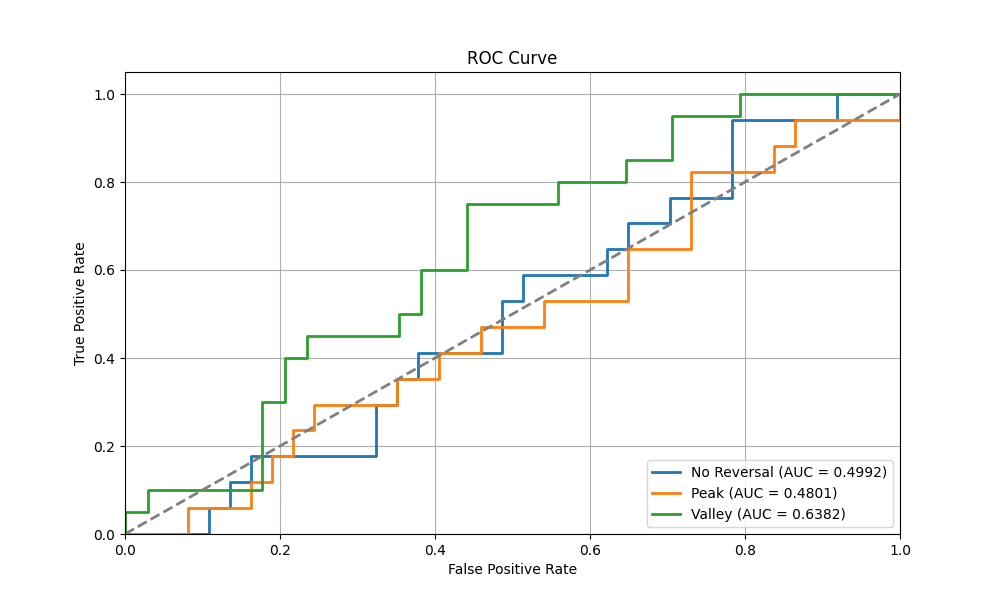 ROC Curve
True Positive Rate
1.0
0.8
0.6
0.4
0.2
0.0
0.0 0.2 0.4 0.6 0.8 1.0
False Positive Rate
No Reversal (AUC = 0.4992)
Peak (AUC = 0.4801)
Valley (AUC = 0.6382)